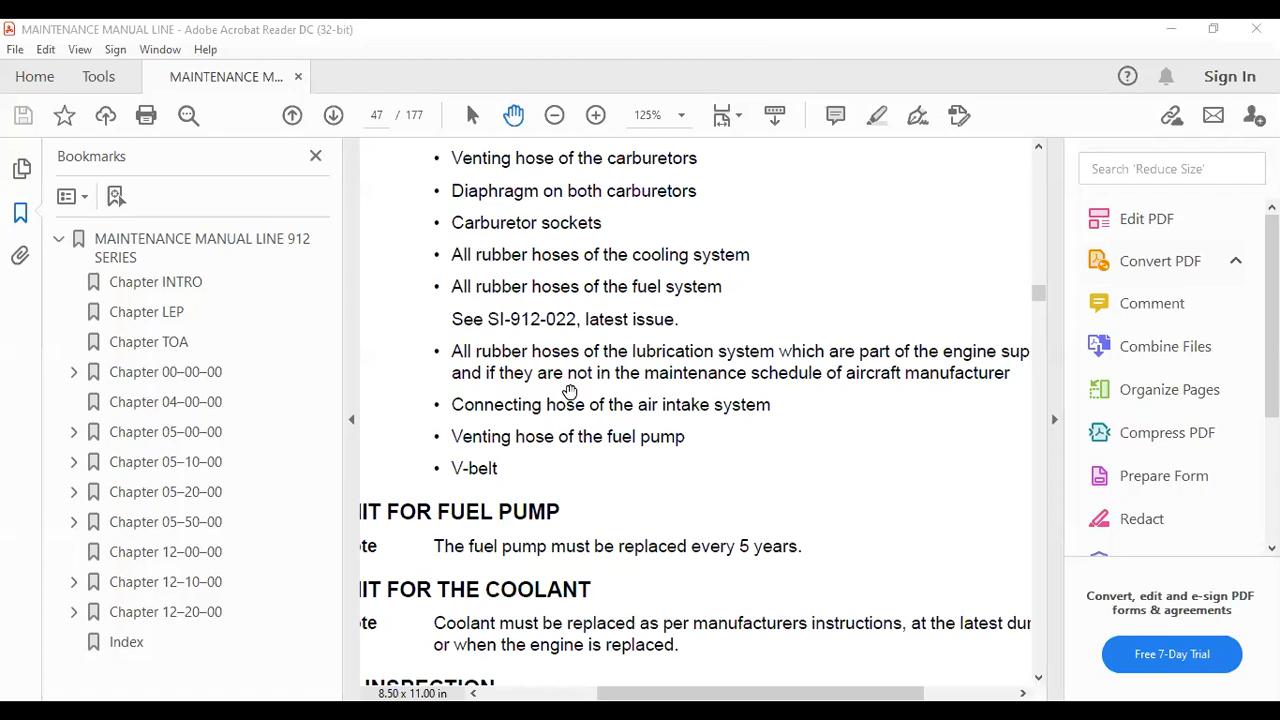 MAINTENANCE MANUAL LINE - Adobe Acrobat Reader DC (32-bit)
File Edit View Sign Window Help
Home Tools MAINTENANCE M... Sign In
47 / 177 125%
Bookmarks
MAINTENANCE MANUAL LINE 912
SERIES
Chapter INTRO
Chapter LEP
Chapter TOA
Chapter 00–00–00
Chapter 04–00–00
Chapter 05–00–00
Chapter 05–10–00
Chapter 05–20–00
Chapter 05–50–00
Chapter 12–00–00
Chapter 12–10–00
Chapter 12–20–00
Index
• Venting hose of the carburetors
• Diaphragm on both carburetors
• Carburetor sockets
• All rubber hoses of the cooling system
• All rubber hoses of the fuel system
See SI-912-022, latest issue.
• All rubber hoses of the lubrication system which are part of the engine sup
and if they are not in the maintenance schedule of aircraft manufacturer
• Connecting hose of the air intake system
• Venting hose of the fuel pump
• V-belt
IT FOR FUEL PUMP
te The fuel pump must be replaced every 5 years.
IT FOR THE COOLANT
te Coolant must be replaced as per manufacturers instructions, at the latest dur
or when the engine is replaced.
INSPECTION
8.50 x 11.00 in
Search 'Reduce Size'
Edit PDF
Convert PDF
Comment
Combine Files
Organize Pages
Compress PDF
Prepare Form
Redact
Convert, edit and e-sign PDF
forms & agreements
Free 7-Day Trial